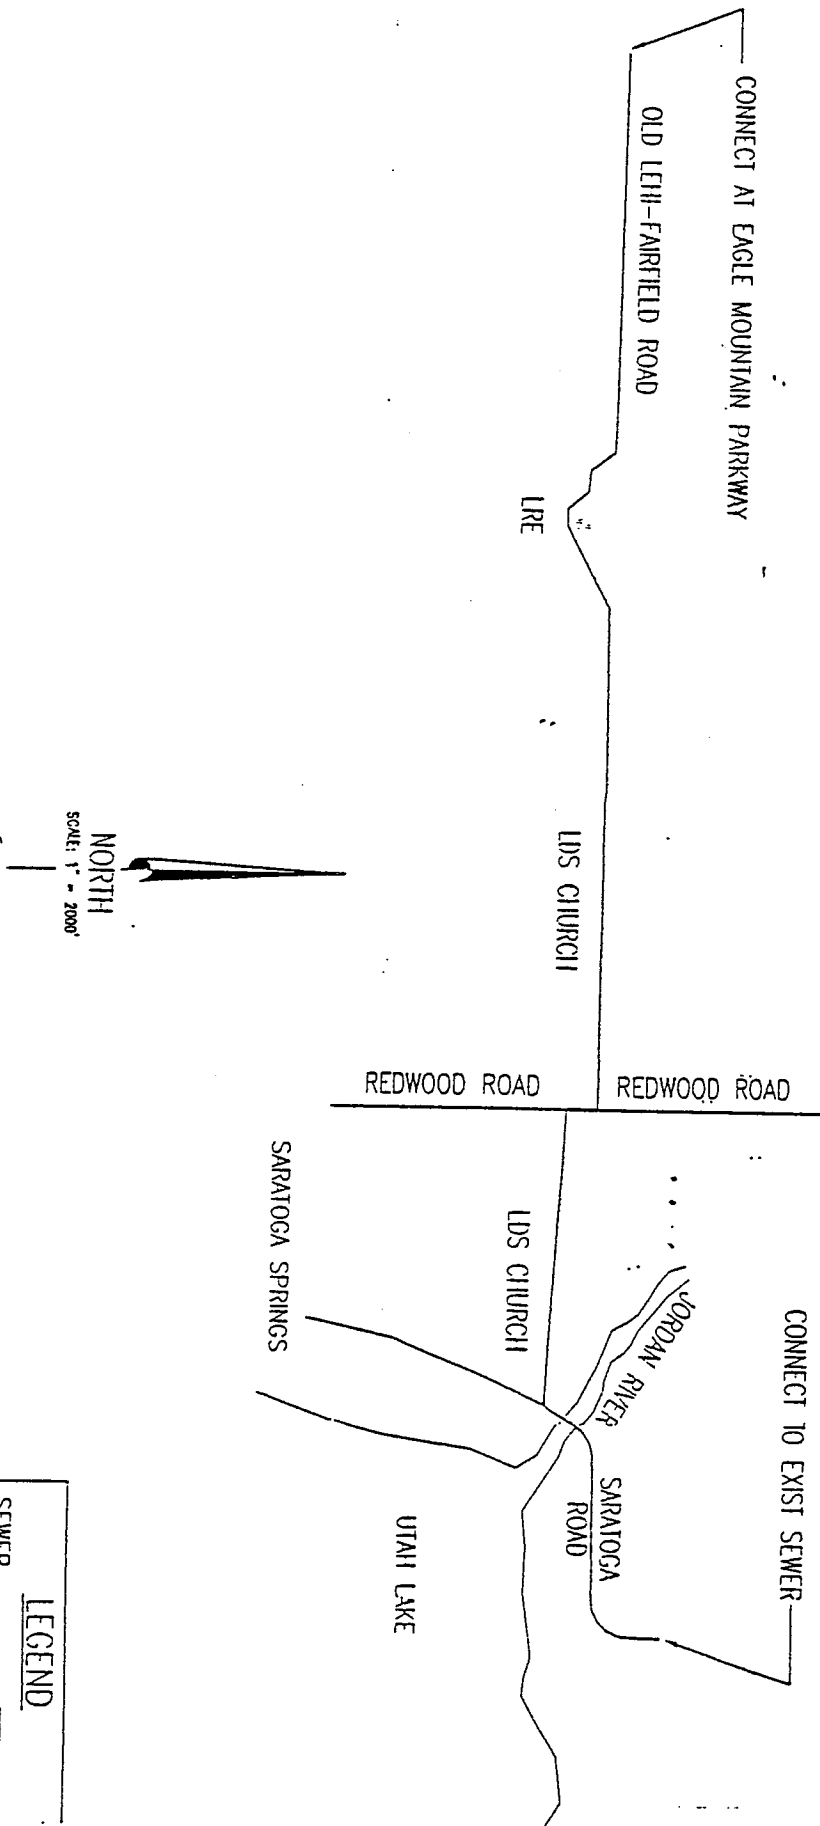 CONNECT AT EAGLE MOUNTAIN PARKWAY
OLD LEHI-FAIRFIELD ROAD
LRE
LDS CHURCH
REDWOOD ROAD
REDWOOD ROAD
LDS CHURCH
SARATOGA SPRINGS
JORDAN RIVER
CONNECT TO EXIST SEWER
SARATOGA
ROAD
UTAH LAKE
NORTH
SCALE: 1" = 2000'
LEGEND
SEWER